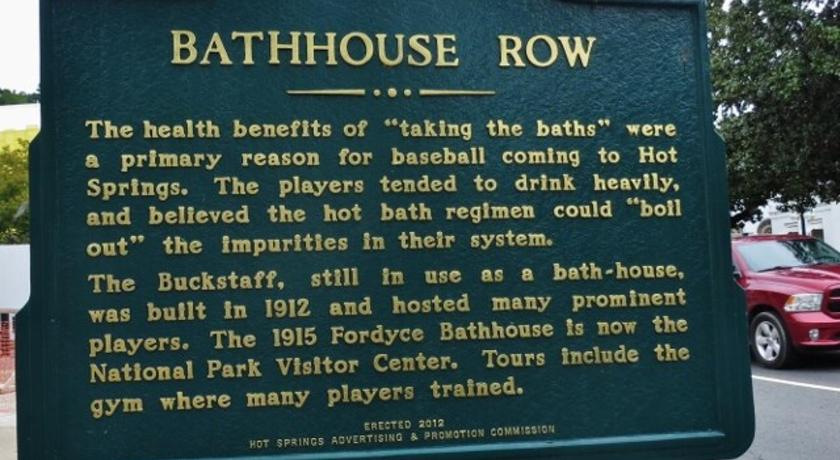 BATHHOUSE ROW
The health benefits of "taking the baths" were
a primary reason for baseball coming to Hot
Springs. The players tended to drink heavily,
and believed the hot bath regimen could "boil
out" the impurities in their system.
The Buckstaff, still in use as a bath-house,
was built in 1912 and hosted many prominent
players. The 1915 Fordyce Bathhouse is now the
National Park Visitor Center. Tours include the
gym where many players trained.
ERECTED 2012
HOT SPRINGS ADVERTISING & PROMOTION COMMISSION